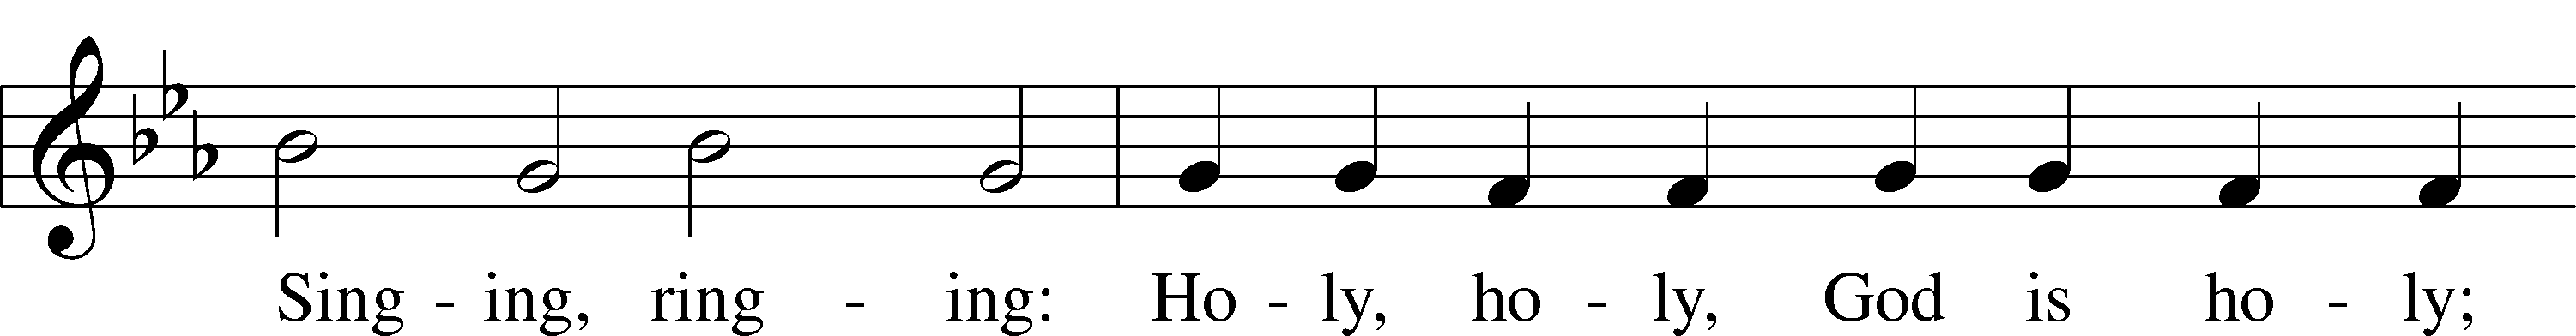 Sing - ing, ring - ing: Ho - ly, ho - ly, God is ho - ly;